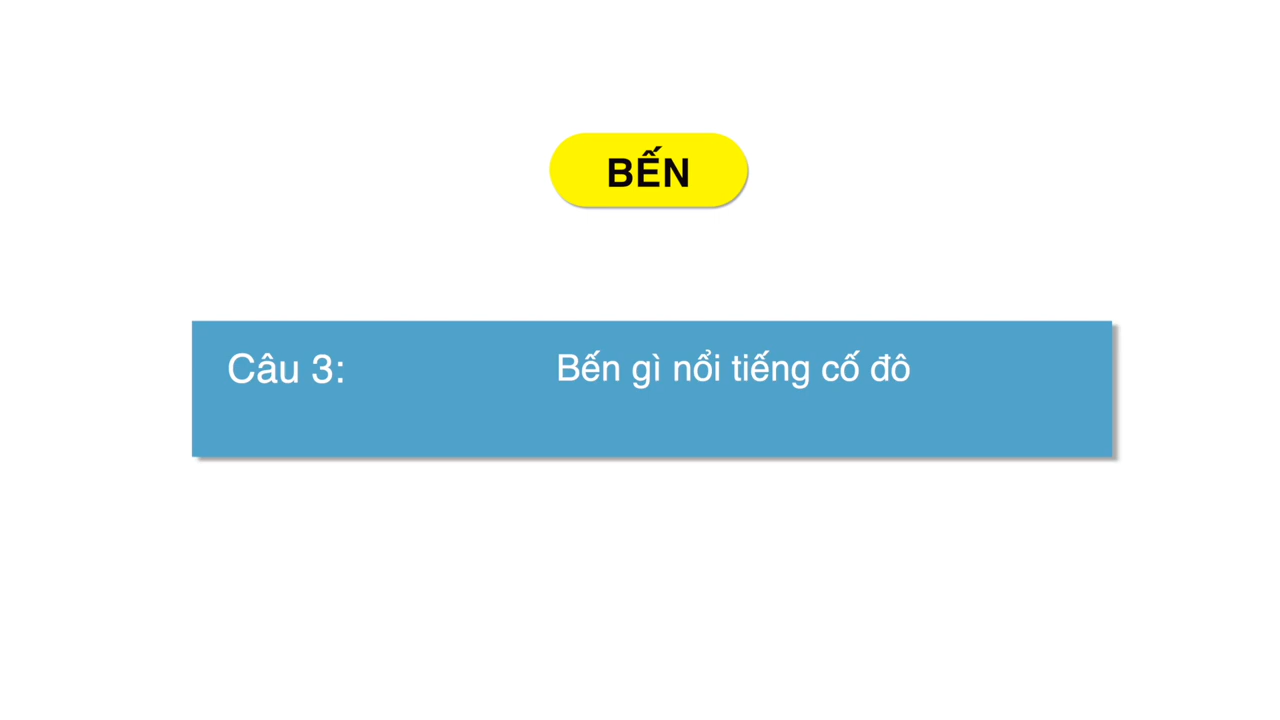 BẾN
Câu 3: Bến gì nổi tiếng cố đô